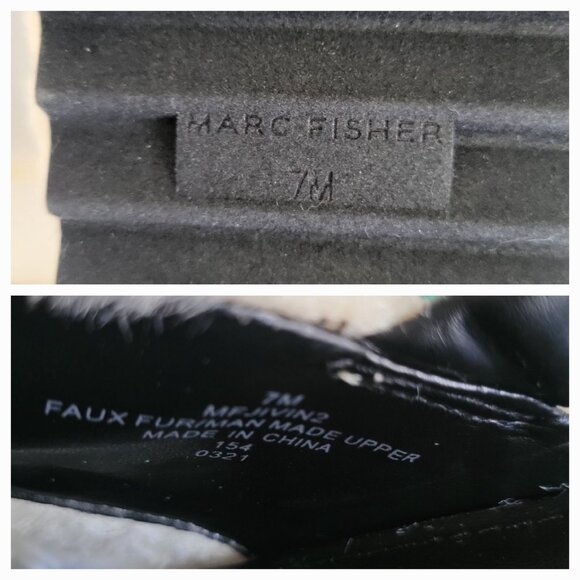 MARC FISHER
7M
7M
MFJIVIN2
FAUX FUR/MAN MADE UPPER
MADE IN CHINA
154
0321